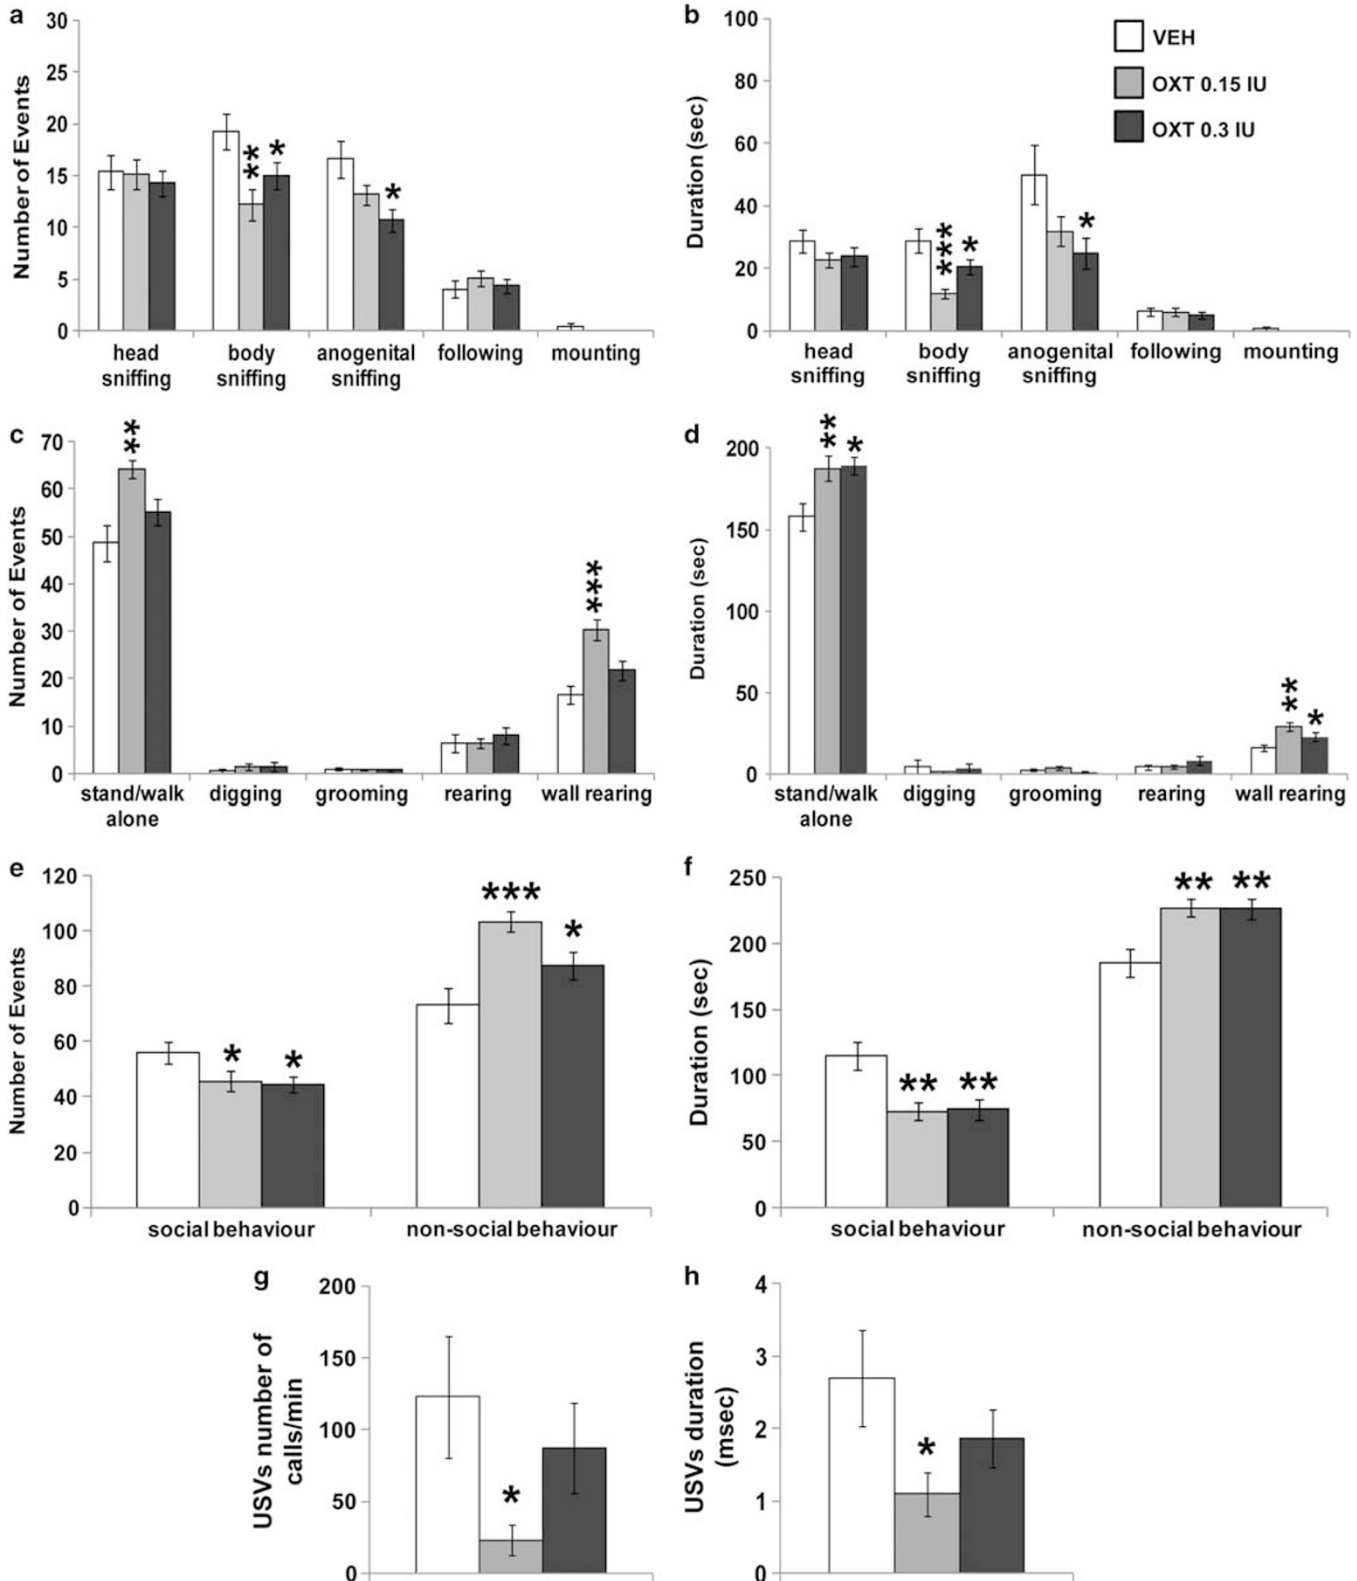 a
30
25
20
15
10
5
0
Number of Events
**
*
*
head sniffing
body sniffing
anogenital sniffing
following
mounting
b
100
80
60
40
20
0
Duration (sec)
***
*
*
VEH
OXT 0.15 IU
OXT 0.3 IU
head sniffing
body sniffing
anogenital sniffing
following
mounting
c
70
60
50
40
30
20
10
0
Number of Events
**
***
stand/walk alone
digging
grooming
rearing
wall rearing
d
200
150
100
50
0
Duration (sec)
**
*
**
*
stand/walk alone
digging
grooming
rearing
wall rearing
e
120
100
80
60
40
20
0
Number of Events
*
*
***
*
social behaviour
non-social behaviour
f
250
200
150
100
50
0
Duration (sec)
**
**
**
**
social behaviour
non-social behaviour
g
200
150
100
50
0
USVs number of
calls/min
*
h
4
3
2
1
0
USVs duration
(msec)
*